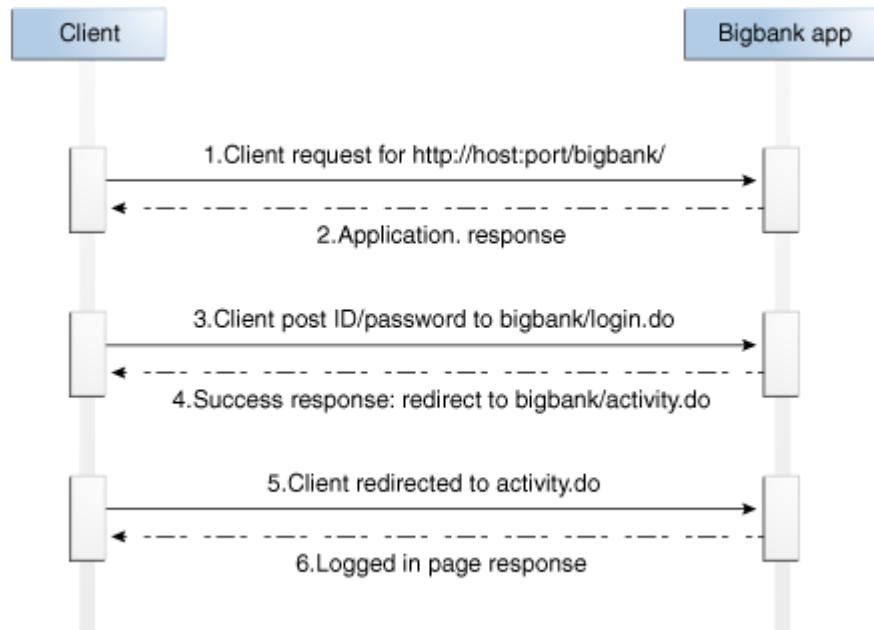 Client
Bigbank app
1.Client request for http://host:port/bigbank/
2.Application. response
3.Client post ID/password to bigbank/login.do
4.Success response: redirect to bigbank/activity.do
5.Client redirected to activity.do
6.Logged in page response